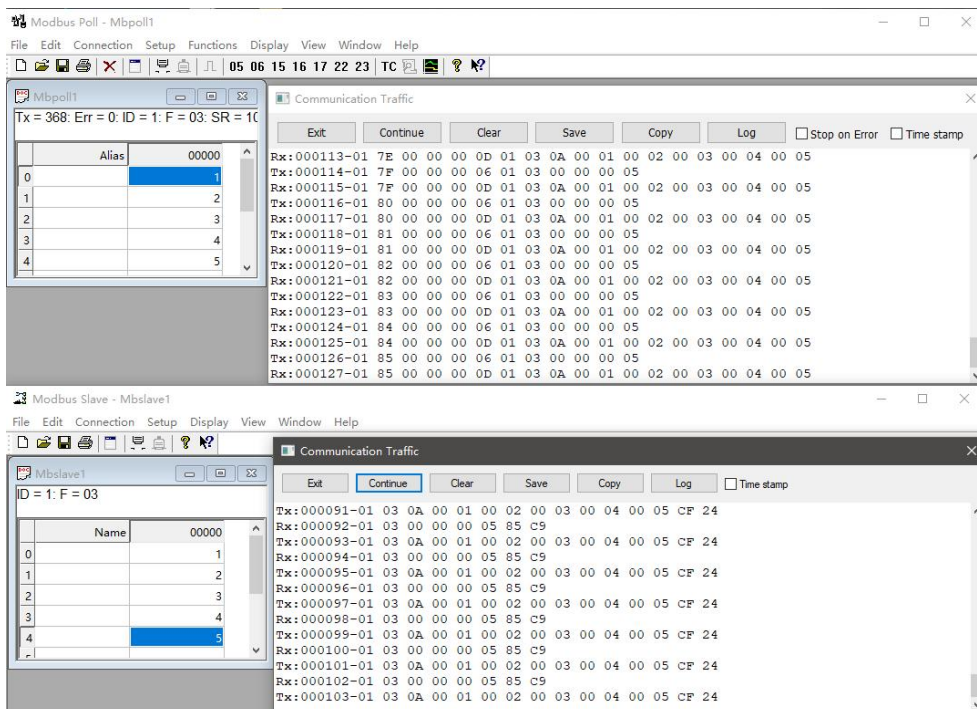 Modbus Poll - Mbpoll1
File Edit Connection Setup Functions Display View Window Help
05 06 15 16 17 22 23 TC
Mbpoll1
Tx = 368: Err = 0: ID = 1: F = 03: SR = 10
Alias 00000
0 1
1 2
2 3
3 4
4 5
Communication Traffic
Exit Continue Clear Save Copy Log Stop on Error Time stamp
Rx:000113-01 7E 00 00 00 0D 01 03 0A 00 01 00 02 00 03 00 04 00 05
Tx:000114-01 7F 00 00 00 06 01 03 00 00 00 05
Rx:000115-01 7F 00 00 00 0D 01 03 0A 00 01 00 02 00 03 00 04 00 05
Tx:000116-01 80 00 00 00 06 01 03 00 00 00 05
Rx:000117-01 80 00 00 00 0D 01 03 0A 00 01 00 02 00 03 00 04 00 05
Tx:000118-01 81 00 00 00 06 01 03 00 00 00 05
Rx:000119-01 81 00 00 00 0D 01 03 0A 00 01 00 02 00 03 00 04 00 05
Tx:000120-01 82 00 00 00 06 01 03 00 00 00 05
Rx:000121-01 82 00 00 00 0D 01 03 0A 00 01 00 02 00 03 00 04 00 05
Tx:000122-01 83 00 00 00 06 01 03 00 00 00 05
Rx:000123-01 83 00 00 00 0D 01 03 0A 00 01 00 02 00 03 00 04 00 05
Tx:000124-01 84 00 00 00 06 01 03 00 00 00 05
Rx:000125-01 84 00 00 00 0D 01 03 0A 00 01 00 02 00 03 00 04 00 05
Tx:000126-01 85 00 00 00 06 01 03 00 00 00 05
Rx:000127-01 85 00 00 00 0D 01 03 0A 00 01 00 02 00 03 00 04 00 05
Modbus Slave - Mbslave1
File Edit Connection Setup Display View Window Help
Mbslave1
ID = 1: F = 03
Name 00000
0 1
1 2
2 3
3 4
4 5
Communication Traffic
Exit Continue Clear Save Copy Log Time stamp
Tx:000091-01 03 0A 00 01 00 02 00 03 00 04 00 05 CF 24
Rx:000092-01 03 00 00 00 05 85 C9
Tx:000093-01 03 0A 00 01 00 02 00 03 00 04 00 05 CF 24
Rx:000094-01 03 00 00 00 05 85 C9
Tx:000095-01 03 0A 00 01 00 02 00 03 00 04 00 05 CF 24
Rx:000096-01 03 00 00 00 05 85 C9
Tx:000097-01 03 0A 00 01 00 02 00 03 00 04 00 05 CF 24
Rx:000098-01 03 00 00 00 05 85 C9
Tx:000099-01 03 0A 00 01 00 02 00 03 00 04 00 05 CF 24
Rx:000100-01 03 00 00 00 05 85 C9
Tx:000101-01 03 0A 00 01 00 02 00 03 00 04 00 05 CF 24
Rx:000102-01 03 00 00 00 05 85 C9
Tx:000103-01 03 0A 00 01 00 02 00 03 00 04 00 05 CF 24